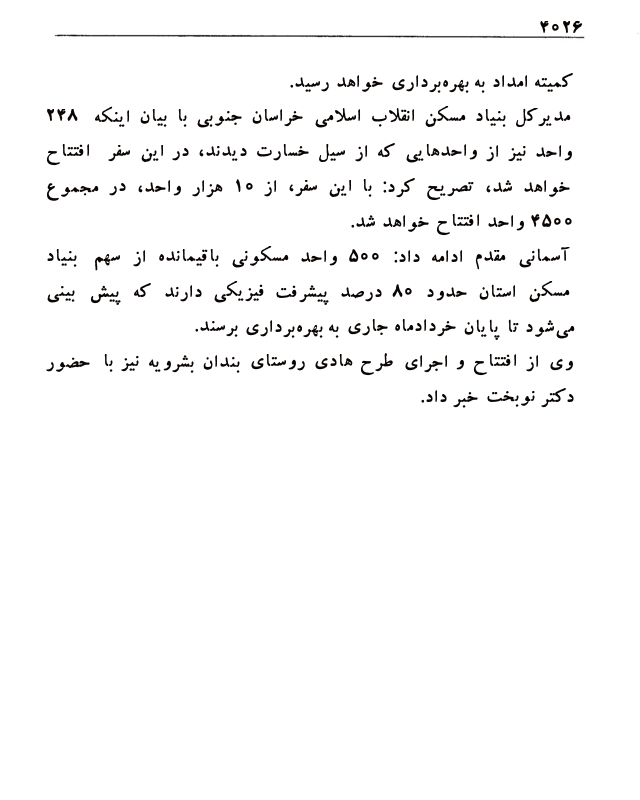 ۴۰۲۶
کمیته امداد به بهره‌برداری خواهد رسید.
مدیرکل بنیاد مسکن انقلاب اسلامی خراسان جنوبی با بیان اینکه ۲۴۸
واحد نیز از واحدهایی که از سیل خسارت دیدند، در این سفر افتتاح
خواهد شد، تصریح کرد: با این سفر، از ۱۰ هزار واحد، در مجموع
۴۵۰۰ واحد افتتاح خواهد شد.
آسمانی مقدم ادامه داد: ۵۰۰ واحد مسکونی باقیمانده از سهم بنیاد
مسکن استان حدود ۸۰ درصد پیشرفت فیزیکی دارند که پیش بینی
می‌شود تا پایان خردادماه جاری به بهره‌برداری برسند.
وی از افتتاح و اجرای طرح هادی روستای بندان بشرویه نیز با حضور
دکتر نوبخت خبر داد.